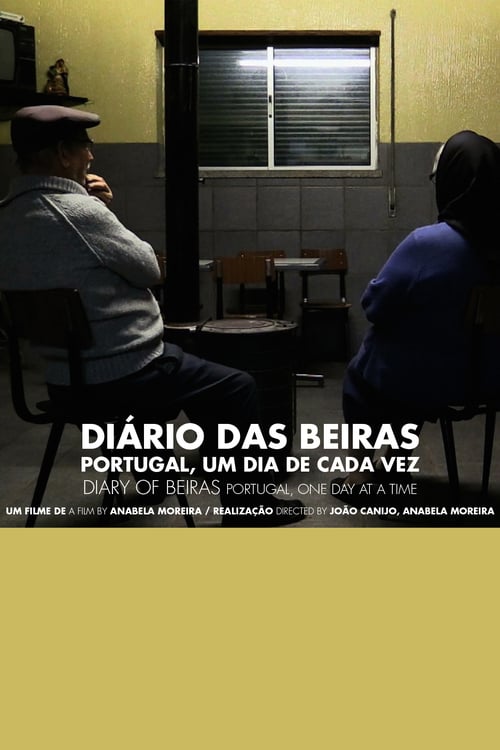 DIÁRIO DAS BEIRAS
PORTUGAL, UM DIA DE CADA VEZ
DIARY OF BEIRAS PORTUGAL, ONE DAY AT A TIME
UM FILME DE A FILM BY ANABELA MOREIRA / REALIZAÇÃO DIRECTED BY JOÃO CANIJO, ANABELA MOREIRA